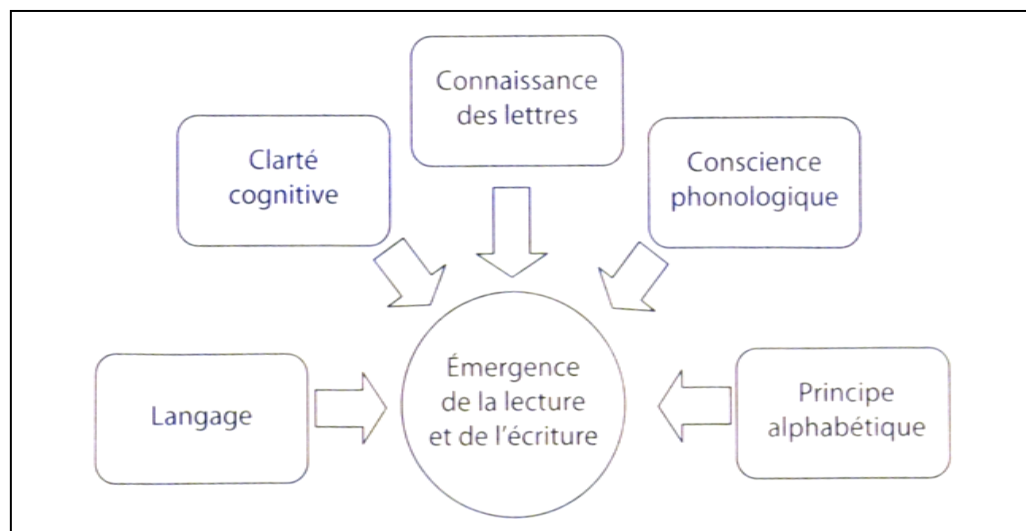 Connaissance
des lettres
Clarté
cognitive
Conscience
phonologique
Émergence
de la lecture
et de l'écriture
Langage
Principe
alphabétique